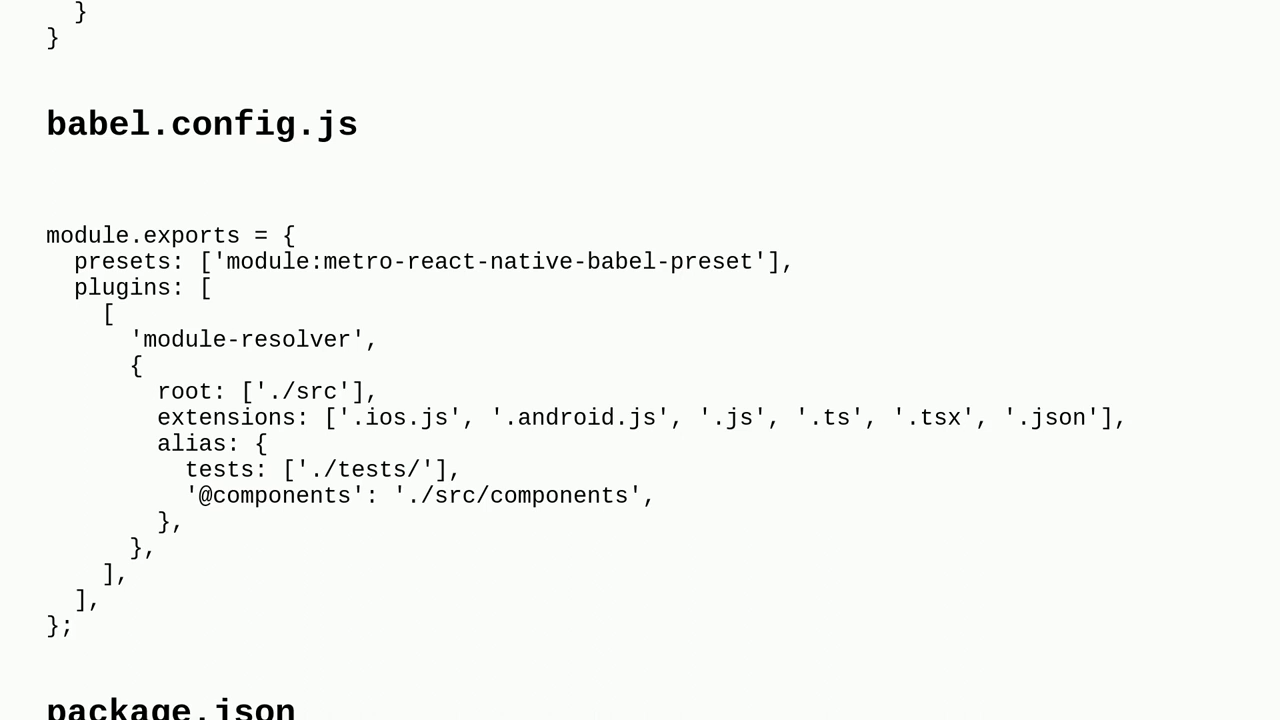 }
}
babel.config.js
module.exports = {
  presets: ['module:metro-react-native-babel-preset'],
  plugins: [
    [
      'module-resolver',
      {
        root: ['./src'],
        extensions: ['.ios.js', '.android.js', '.js', '.ts', '.tsx', '.json'],
        alias: {
          tests: ['./tests/'],
          '@components': './src/components',
        },
      },
    ],
  ],
};
package.json